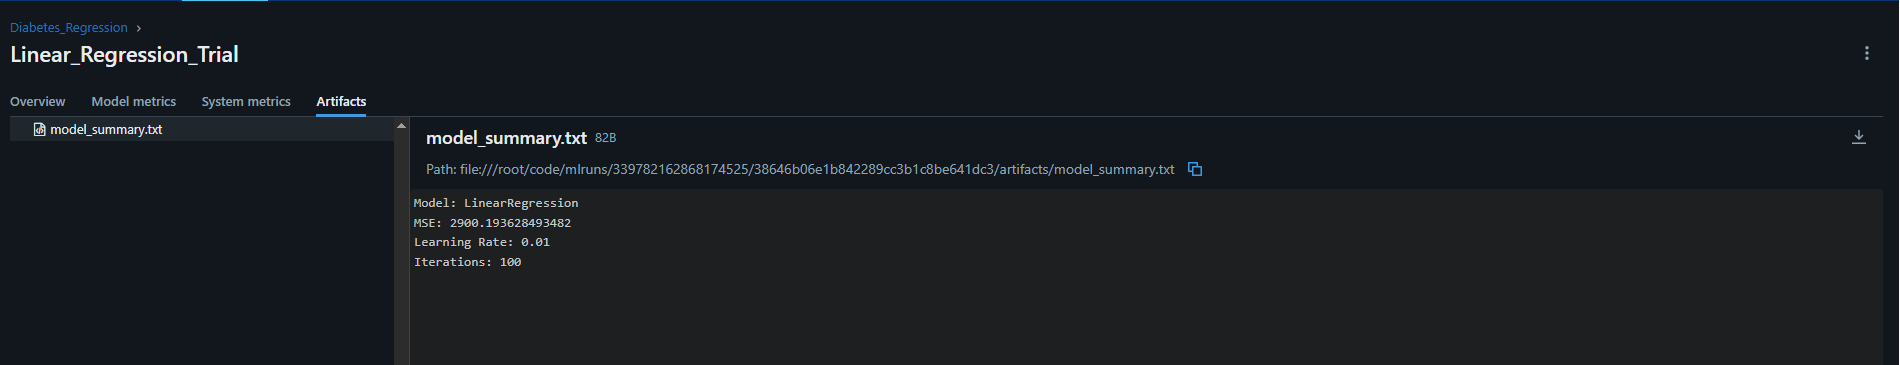 Diabetes_Regression ›
Linear_Regression_Trial
Overview Model metrics System metrics Artifacts
model_summary.txt
model_summary.txt 82B
Path: file:///root/code/mlruns/339782162868174525/38646b06e1b842289cc3b1c8be641dc3/artifacts/model_summary.txt
Model: LinearRegression
MSE: 2900.193628493482
Learning Rate: 0.01
Iterations: 100